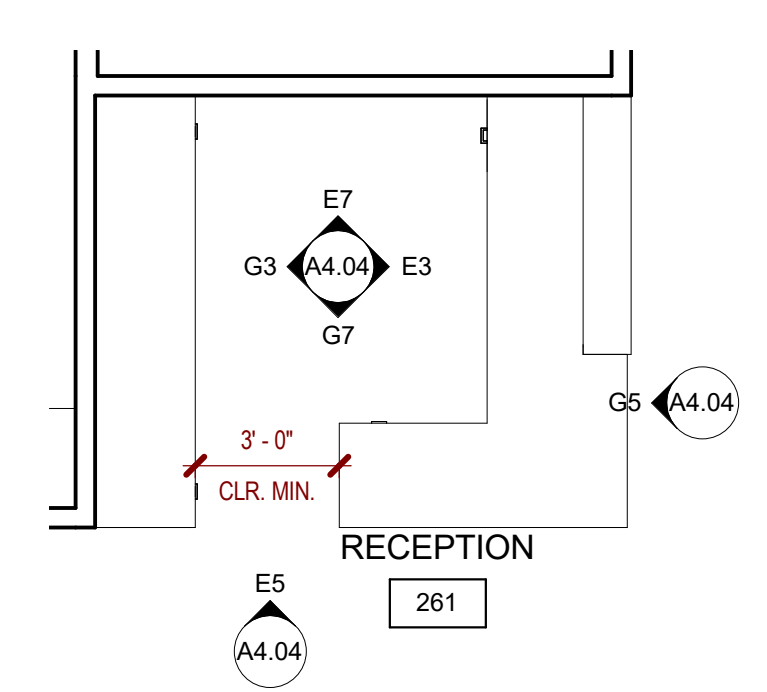 E7
G3
A4.04
E3
G7
G5
A4.04
3' - 0"
CLR. MIN.
RECEPTION
261
E5
A4.04